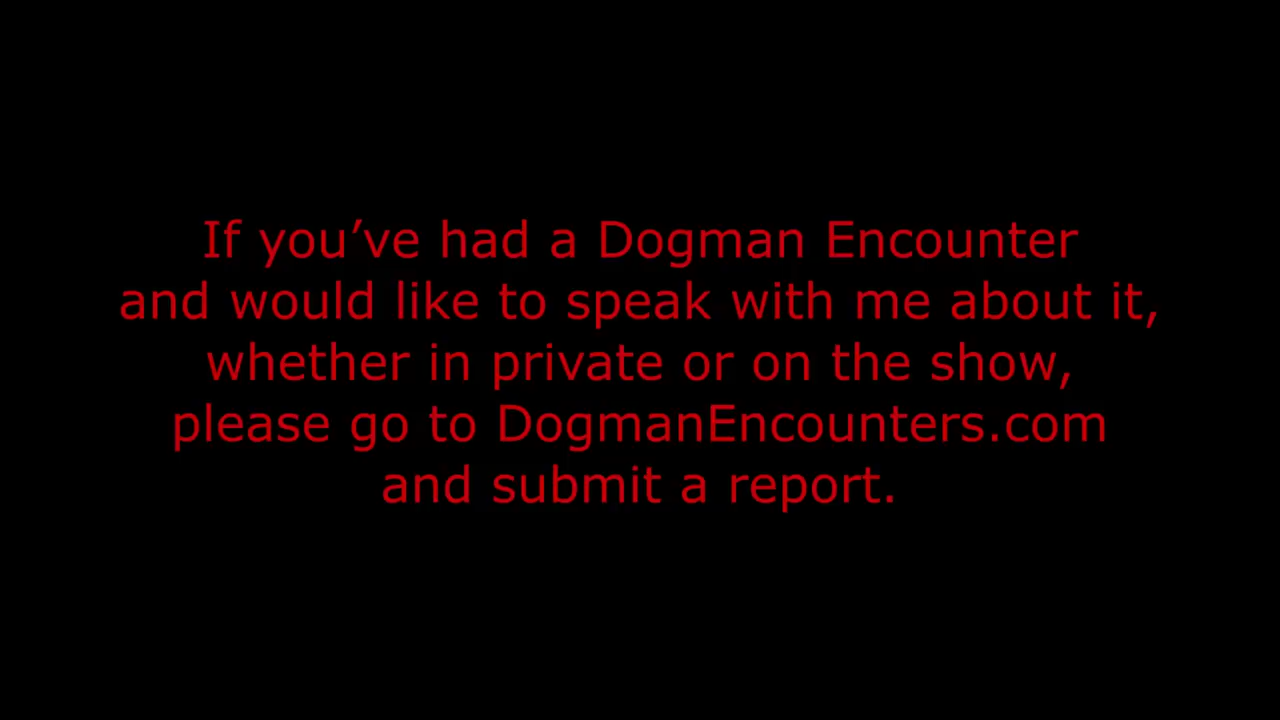 If you’ve had a Dogman Encounter
and would like to speak with me about it,
whether in private or on the show,
please go to DogmanEncounters.com
and submit a report.